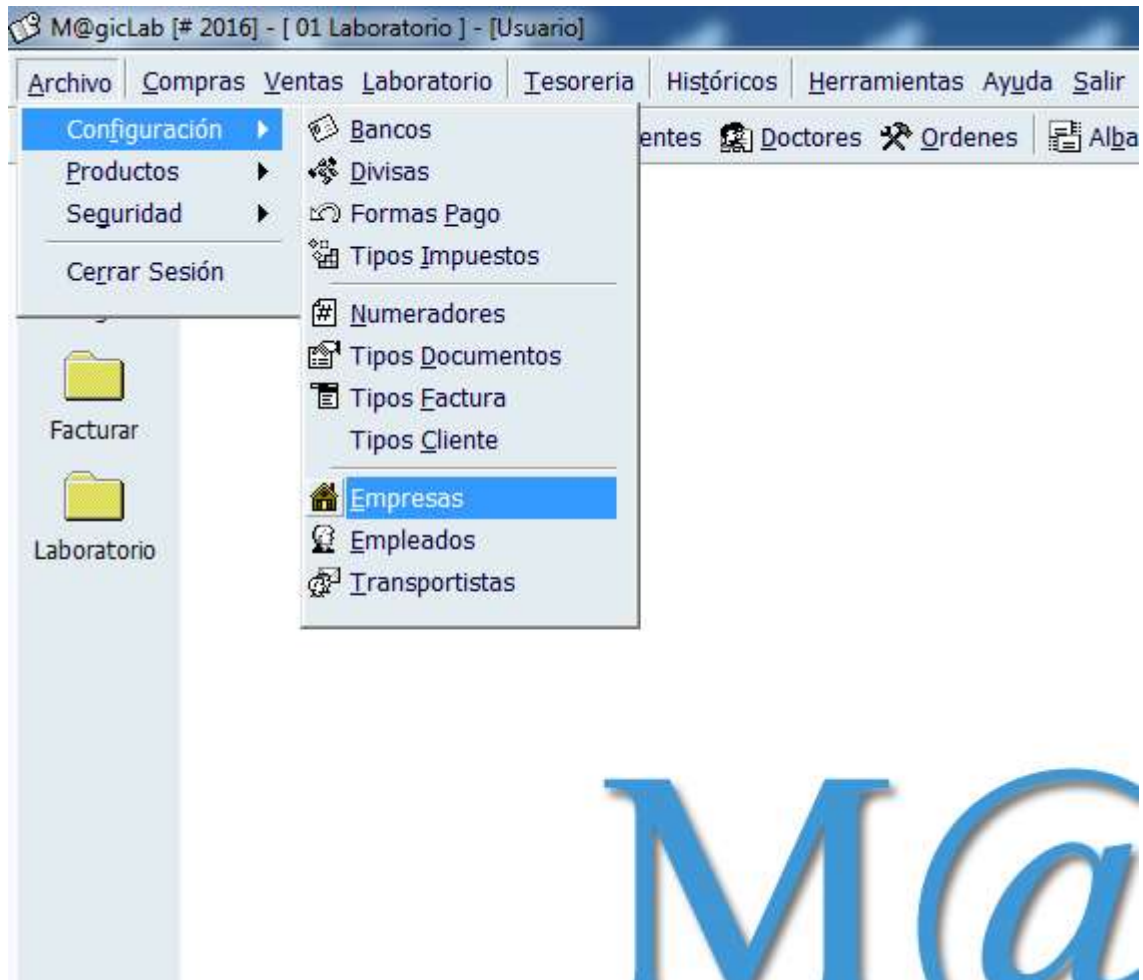 M@gicLab [# 2016] - [ 01 Laboratorio ] - [Usuario]
Archivo Compras Ventas Laboratorio Tesoreria Históricos Herramientas Ayuda Salir
entes Doctores Ordenes Alba
Configuración
Productos
Seguridad
Cerrar Sesión
Bancos
Divisas
Formas Pago
Tipos Impuestos
Numeradores
Tipos Documentos
Tipos Factura
Tipos Cliente
Empresas
Empleados
Transportistas
Facturar
Laboratorio
M@